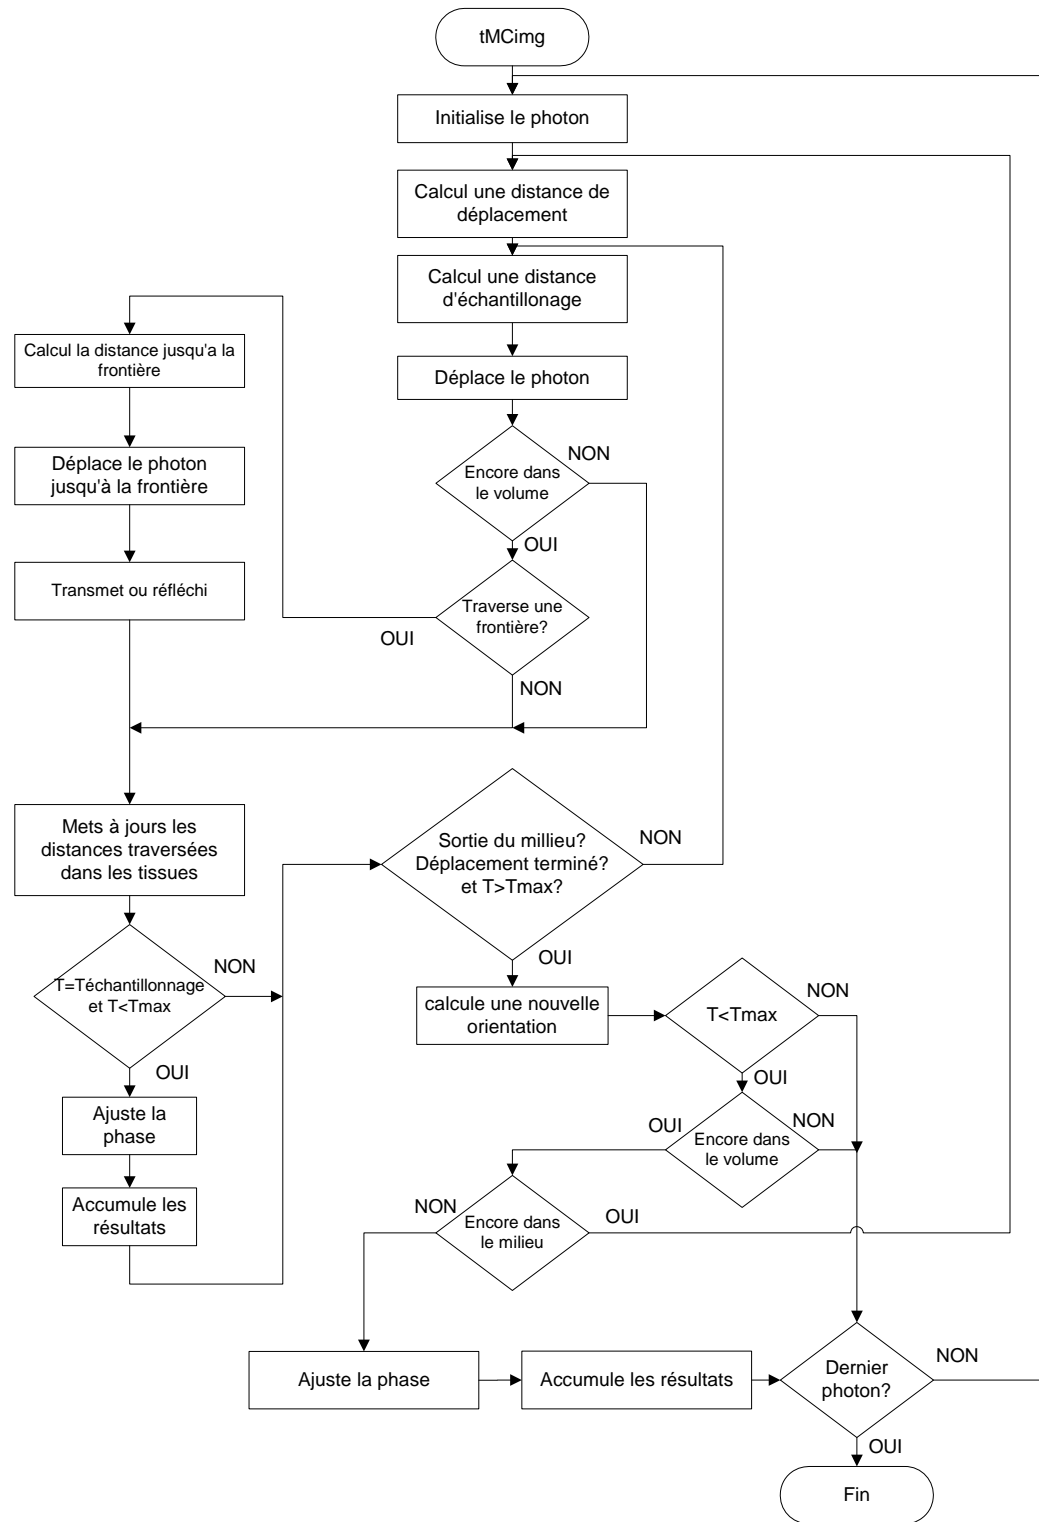 tMCimg
Initialise le photon
Calcul une distance de
déplacement
Calcul une distance
d'échantillonage
Calcul la distance jusqu'a la
frontière
Déplace le photon
Déplace le photon
jusqu'à la frontière
Encore dans
le volume
NON
OUI
Transmet ou réfléchi
Traverse une
frontière?
OUI
NON
Mets à jours les
distances traversées
dans les tissues
Sortie du millieu?
Déplacement terminé?
et T>Tmax?
NON
OUI
T=Téchantillonnage
et T<Tmax
NON
OUI
calcule une nouvelle
orientation
T<Tmax
NON
OUI
Ajuste la
phase
Encore dans
le volume
OUI
NON
Accumule les
résultats
Encore dans
le milieu
NON
OUI
Ajuste la phase
Accumule les résultats
Dernier
photon?
NON
OUI
Fin